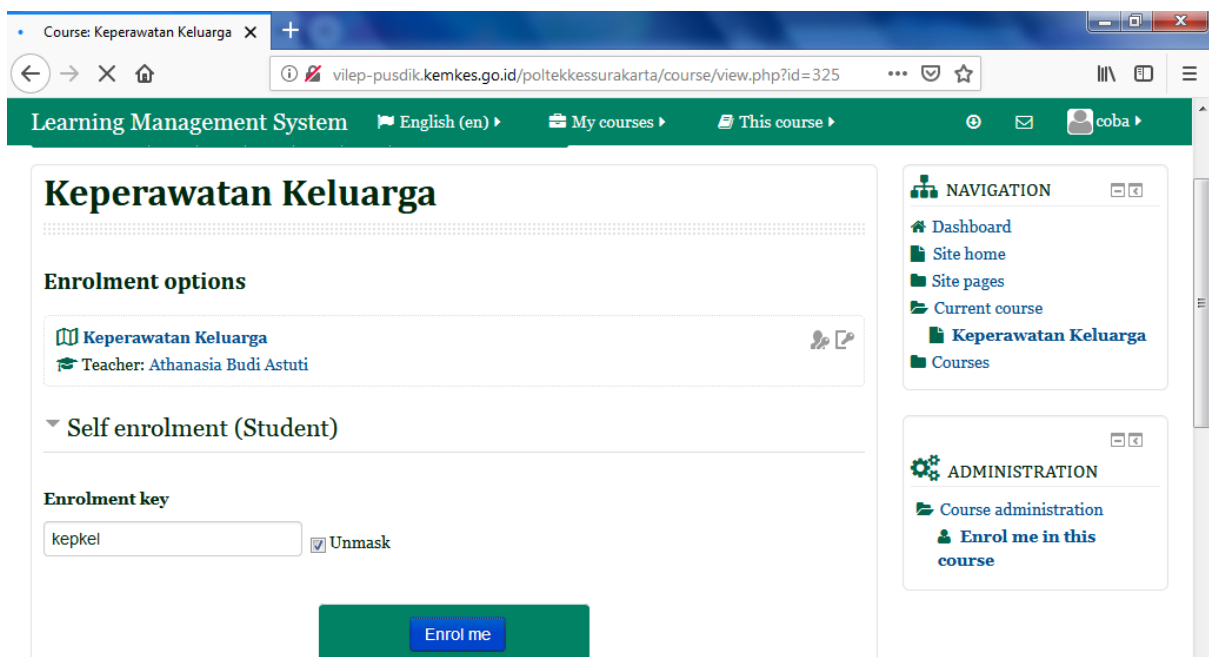 Course: Keperawatan Keluarga
vilep-pusdik.kemkes.go.id/poltekkessurakarta/course/view.php?id=325
Learning Management System English (en) My courses This course coba
Keperawatan Keluarga
Enrolment options
Keperawatan Keluarga
Teacher: Athanasia Budi Astuti
Self enrolment (Student)
Enrolment key
kepkel Unmask
Enrol me
NAVIGATION
Dashboard
Site home
Site pages
Current course
Keperawatan Keluarga
Courses
ADMINISTRATION
Course administration
Enrol me in this
course